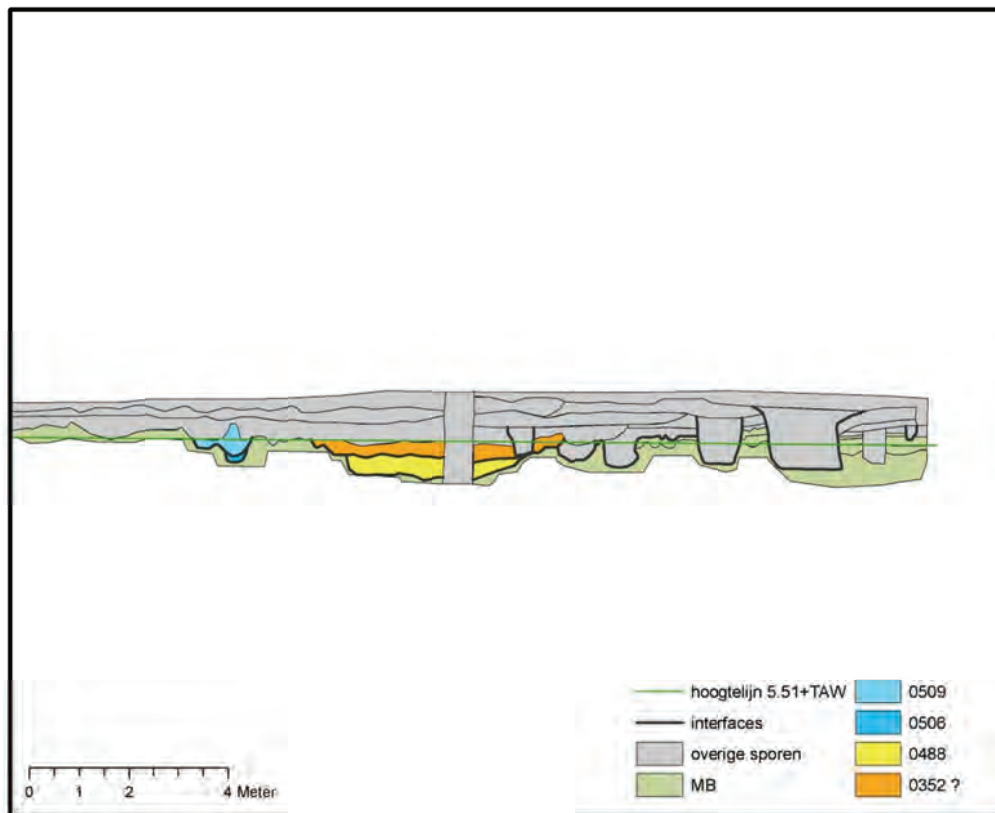 hoogtelijn 5.51+TAW
interfaces
overige sporen
MB
0509
0506
0488
0352 ?
0 1 2 4 Meter